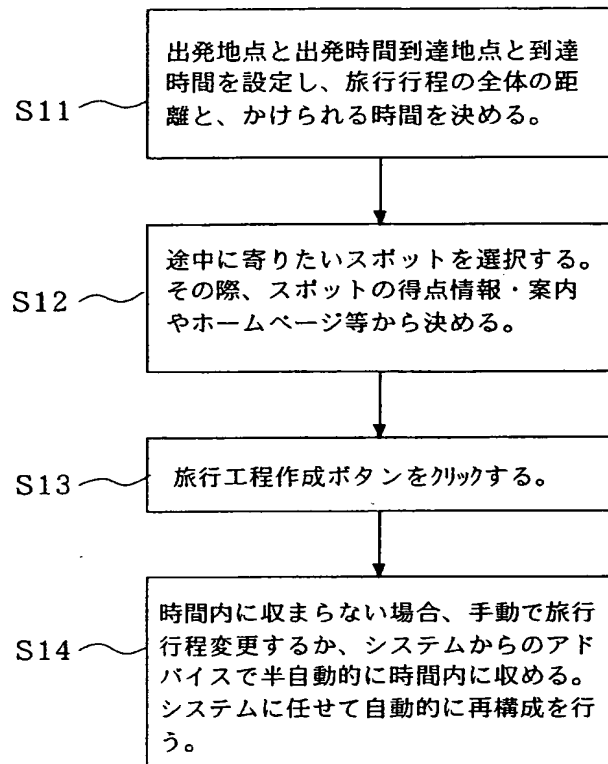 出発地点と出発時間到達地点と到達
時間を設定し、旅行行程の全体の距
離と、かけられる時間を決める。
S11
途中に寄りたいスポットを選択する。
その際、スポットの得点情報・案内
やホームページ等から決める。
S12
旅行工程作成ボタンをクリックする。
S13
時間内に収まらない場合、手動で旅行
行程変更するか、システムからのアド
バイスで半自動的に時間内に収める。
システムに任せて自動的に再構成を行
う。
S14